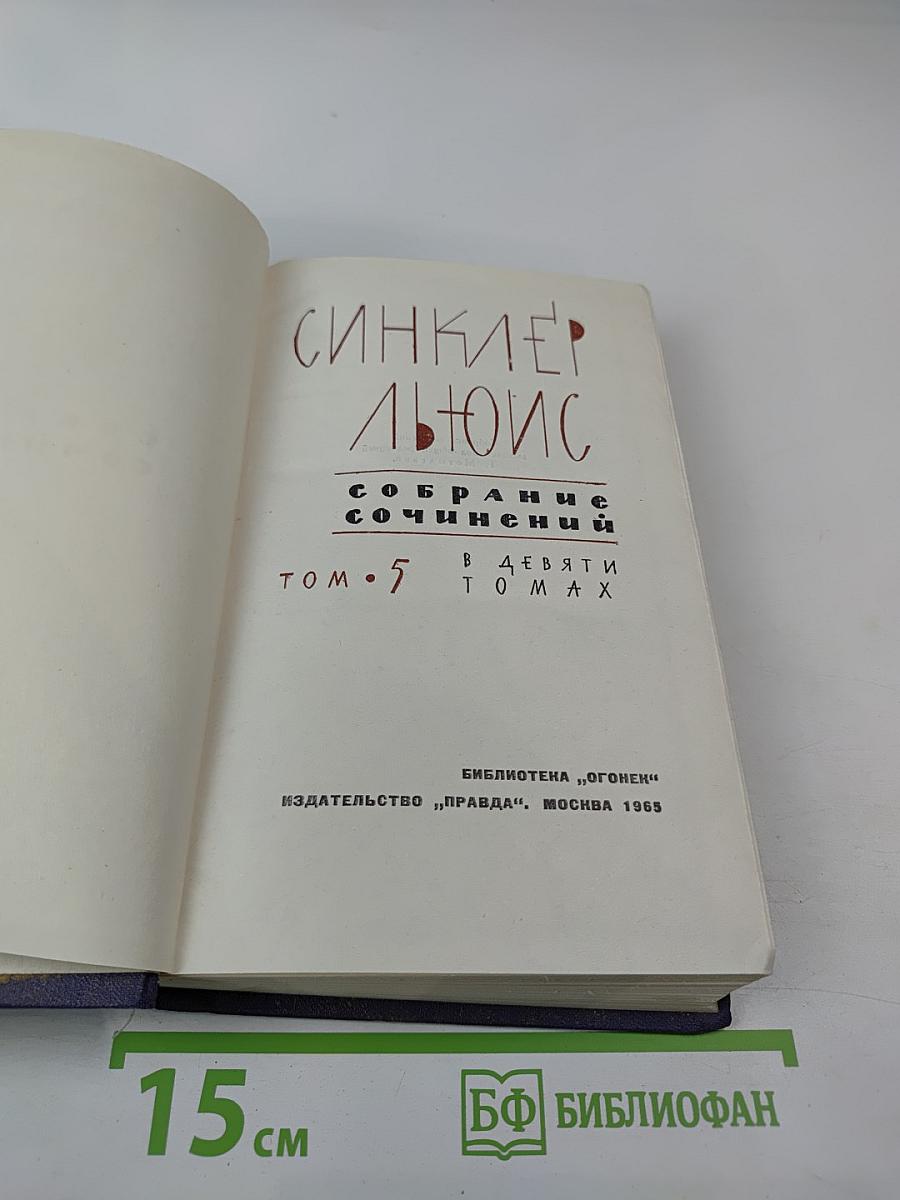 СИНКЛЕР
ЛЬЮИС
СОБРАНИЕ
СОЧИНЕНИЙ
ТОМ • 5
В ДЕВЯТИ
ТОМАХ
БИБЛИОТЕКА „ОГОНЕК“
ИЗДАТЕЛЬСТВО „ПРАВДА“. МОСКВА 1965
15 см
БФ БИБЛИОФАН